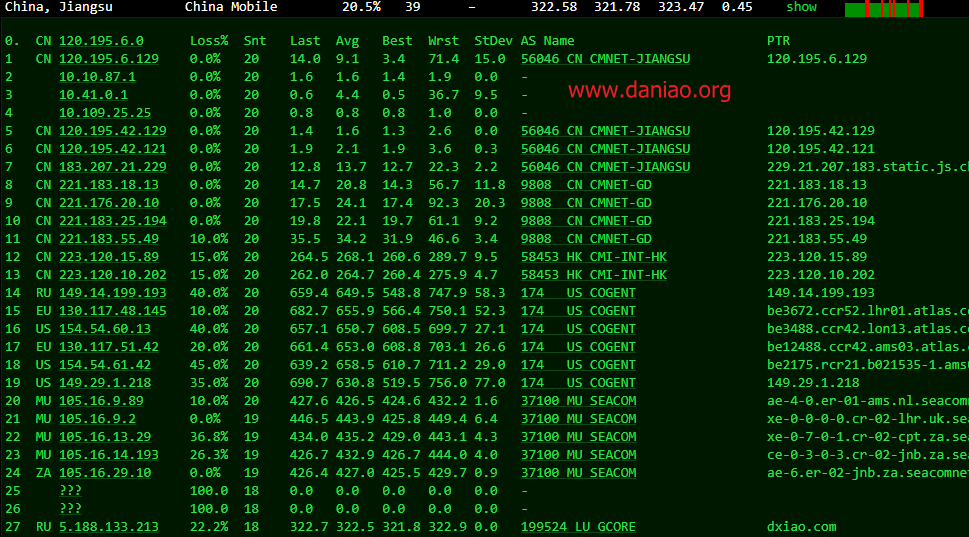 China, Jiangsu China Mobile 20.5% 39 – 322.58 321.78 323.47 0.45 show
0. CN 120.195.6.0 Loss% Snt Last Avg Best Wrst StDev AS Name PTR
1 CN 120.195.6.129 0.0% 20 14.0 9.1 3.4 71.4 15.0 56046 CN CMNET-JIANGSU 120.195.6.129
2 10.10.87.1 0.0% 20 1.6 1.6 1.4 1.9 0.0 -
3 10.41.0.1 0.0% 20 0.6 4.4 0.5 36.7 9.5 -
www.daniao.org
4 10.109.25.25 0.0% 20 0.8 0.8 0.8 1.0 0.0 -
5 CN 120.195.42.129 0.0% 20 1.4 1.6 1.3 2.6 0.0 56046 CN CMNET-JIANGSU 120.195.42.129
6 CN 120.195.42.121 0.0% 20 1.9 2.1 1.9 3.6 0.3 56046 CN CMNET-JIANGSU 120.195.42.121
7 CN 183.207.21.229 0.0% 20 12.8 13.7 12.7 22.3 2.2 56046 CN CMNET-JIANGSU 229.21.207.183.static.js.c
8 CN 221.183.18.13 0.0% 20 14.7 20.8 14.3 56.7 11.8 9808 CN CMNET-GD 221.183.18.13
9 CN 221.176.20.10 0.0% 20 17.5 24.1 17.4 92.3 20.3 9808 CN CMNET-GD 221.176.20.10
10 CN 221.183.25.194 0.0% 20 19.8 22.1 19.7 61.1 9.2 9808 CN CMNET-GD 221.183.25.194
11 CN 221.183.55.49 10.0% 20 35.5 34.2 31.9 46.6 3.4 9808 CN CMNET-GD 221.183.55.49
12 CN 223.120.15.89 15.0% 20 264.5 268.1 260.6 289.7 9.5 58453 HK CMI-INT-HK 223.120.15.89
13 CN 223.120.10.202 15.0% 20 262.0 264.7 260.4 275.9 4.7 58453 HK CMI-INT-HK 223.120.10.202
14 RU 149.14.199.193 40.0% 20 659.4 649.5 548.8 747.9 58.3 174 US COGENT 149.14.199.193
15 EU 130.117.48.145 10.0% 20 682.7 655.9 566.4 750.1 52.3 174 US COGENT be3672.ccr52.lhr01.atlas.c
16 US 154.54.60.13 40.0% 20 657.1 650.7 608.5 699.7 27.1 174 US COGENT be3488.ccr42.lon13.atlas.c
17 EU 130.117.51.42 20.0% 20 661.4 653.0 608.8 703.1 26.6 174 US COGENT be12488.ccr42.ams03.atlas.
18 US 154.54.61.42 45.0% 20 639.2 658.5 610.7 711.2 29.0 174 US COGENT be2175.rcr21.b021535-1.ams
19 US 149.29.1.218 35.0% 20 690.7 630.8 519.5 756.0 77.0 174 US COGENT 149.29.1.218
20 MU 105.16.9.89 10.0% 20 427.6 426.5 424.6 432.2 1.6 37100 MU SEACOM ae-4-0.er-01-ams.nl.seacom
21 MU 105.16.9.2 0.0% 19 446.5 443.9 425.8 449.4 6.4 37100 MU SEACOM xe-0-0-0-0.cr-02-lhr.uk.seacom
22 MU 105.16.13.29 36.8% 19 434.0 435.2 429.0 443.1 4.3 37100 MU SEACOM xe-0-7-0-1.cr-02-cpt.za.seacom
23 MU 105.16.14.193 26.3% 19 426.7 432.9 426.7 444.0 4.0 37100 MU SEACOM ce-0-3-0-3.cr-02-jnb.za.seacom
24 ZA 105.16.29.10 0.0% 19 426.4 427.0 425.5 429.7 0.9 37100 MU SEACOM ae-6.er-02-jnb.za.seacomnet
25 ??? 100.0 18 0.0 0.0 0.0 0.0 0.0 -
26 ??? 100.0 18 0.0 0.0 0.0 0.0 0.0 -
27 RU 5.188.133.213 22.2% 18 322.7 322.5 321.8 322.9 0.0 199524 LU GCORE dxiao.com